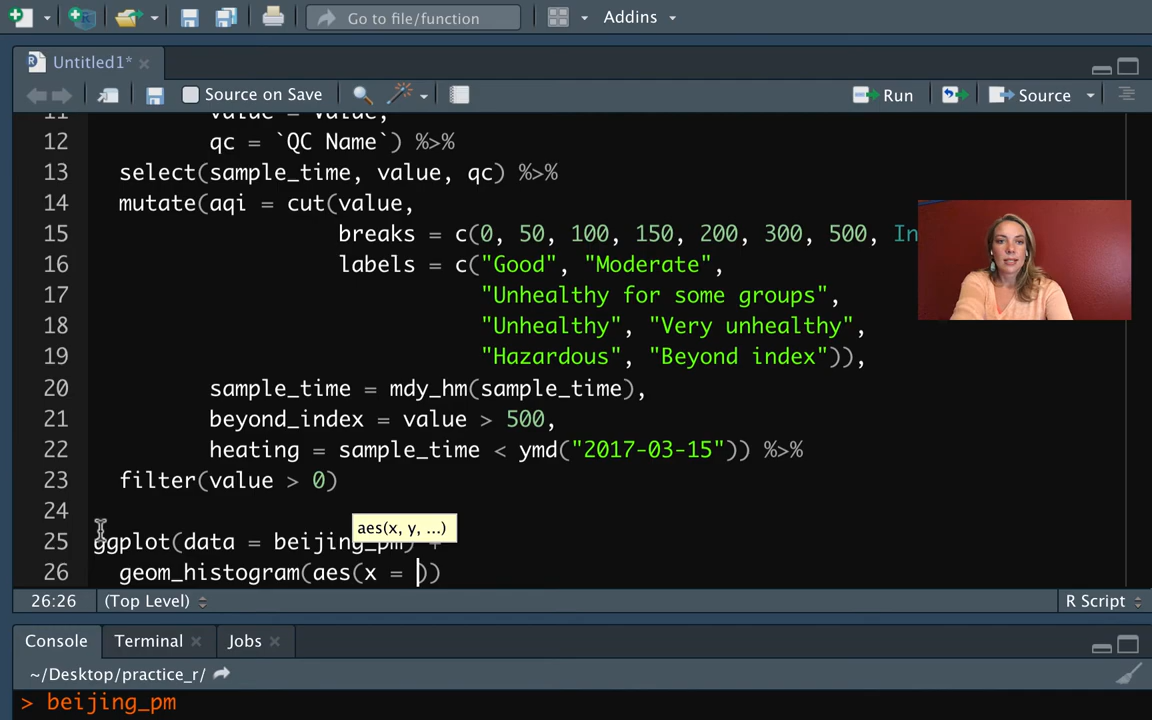 Go to file/function
Addins
Untitled1*
Source on Save
Run
Source
11 value = Value,
12 qc = `QC Name`) %>%
13 select(sample_time, value, qc) %>%
14 mutate(aqi = cut(value,
15 breaks = c(0, 50, 100, 150, 200, 300, 500, In
16 labels = c("Good", "Moderate",
17 "Unhealthy for some groups",
18 "Unhealthy", "Very unhealthy",
19 "Hazardous", "Beyond index")),
20 sample_time = mdy_hm(sample_time),
21 beyond_index = value > 500,
22 heating = sample_time < ymd("2017-03-15")) %>%
23 filter(value > 0)
24
aes(x, y, ...)
25 ggplot(data = beijing_pm) +
26 geom_histogram(aes(x = ))
26:26
(Top Level)
R Script
Console
Terminal
Jobs
~/Desktop/practice_r/
> beijing_pm